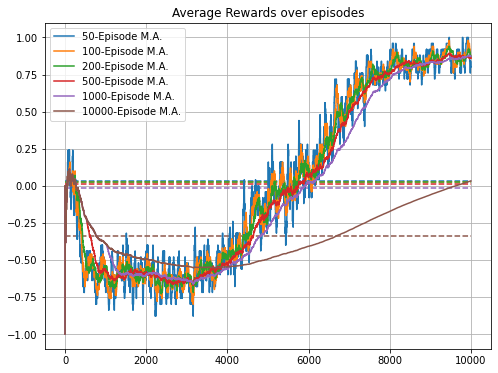 Average Rewards over episodes
50-Episode M.A.
100-Episode M.A.
200-Episode M.A.
500-Episode M.A.
1000-Episode M.A.
10000-Episode M.A.
1.00
0.75
0.50
0.25
0.00
−0.25
−0.50
−0.75
−1.00
0 2000 4000 6000 8000 10000